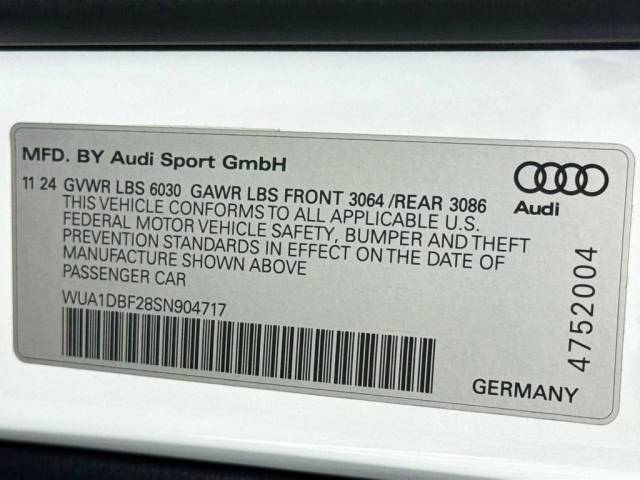 MFD. BY Audi Sport GmbH
11 24 GVWR LBS 6030 GAWR LBS FRONT 3064 /REAR 3086
THIS VEHICLE CONFORMS TO ALL APPLICABLE U.S.
FEDERAL MOTOR VEHICLE SAFETY, BUMPER AND THEFT
PREVENTION STANDARDS IN EFFECT ON THE DATE OF
MANUFACTURE SHOWN ABOVE
PASSENGER CAR
WUA1DBF28SN904717
Audi
4752004
GERMANY